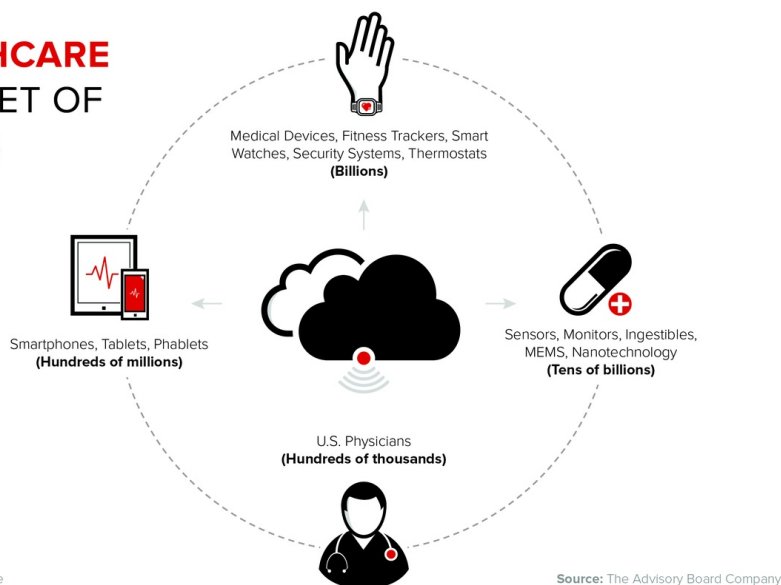 HCARE
ET OF
Medical Devices, Fitness Trackers, Smart
Watches, Security Systems, Thermostats
(Billions)
Smartphones, Tablets, Phablets
(Hundreds of millions)
Sensors, Monitors, Ingestibles,
MEMS, Nanotechnology
(Tens of billions)
U.S. Physicians
(Hundreds of thousands)
e
Source: The Advisory Board Company